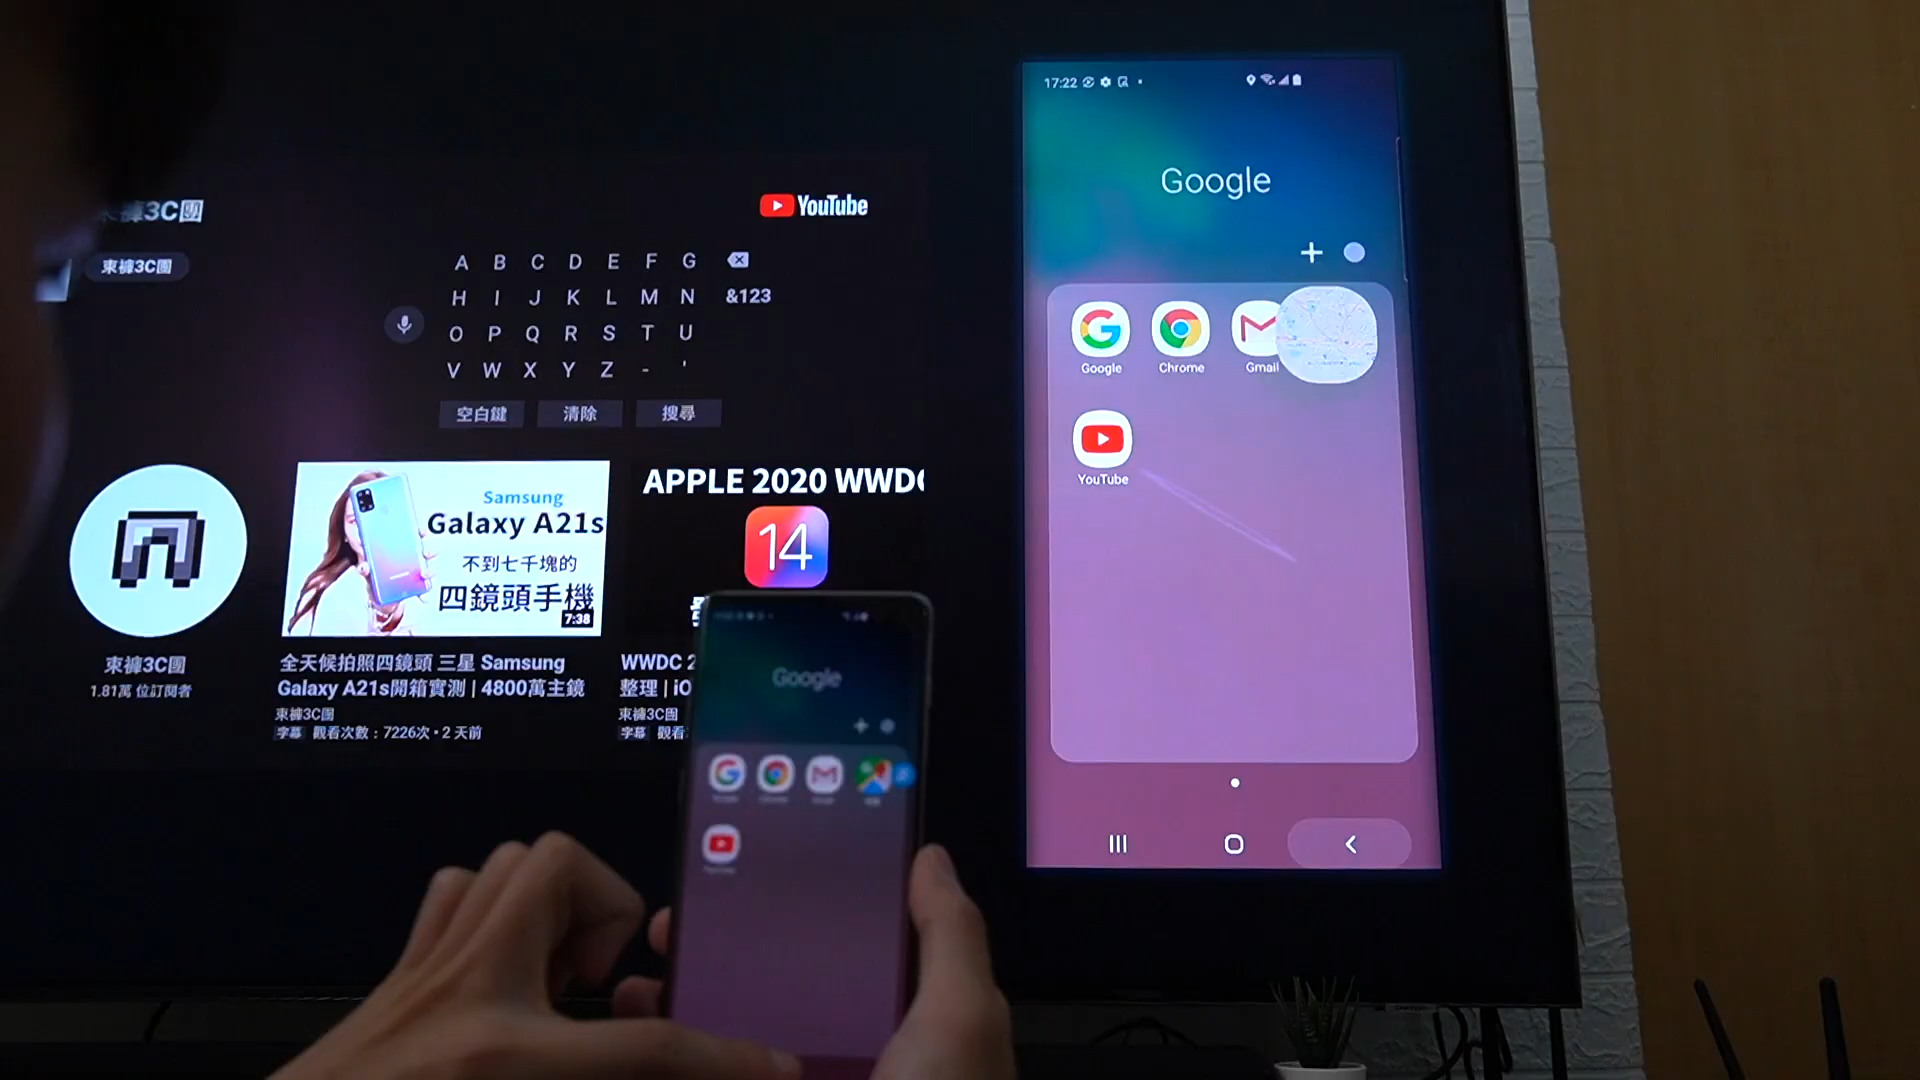 褲3C團
束褲3C團
YouTube
A B C D E F G
H I J K L M N &123
O P Q R S T U
V W X Y Z - '
空白鍵 清除 搜尋
Samsung
Galaxy A21s
不到七千塊的
四鏡頭手機
7:38
APPLE 2020 WWDC
14
束褲3C團
1.81萬 位訂閱者
全天候拍照四鏡頭 三星 Samsung
Galaxy A21s開箱實測 | 4800萬主鏡
束褲3C團
字幕 觀看次數：7226次 • 2 天前
WWDC 2
整理 | iO
束褲3C團
字幕 觀看
17:22
Google
Google Chrome Gmail
YouTube
Google